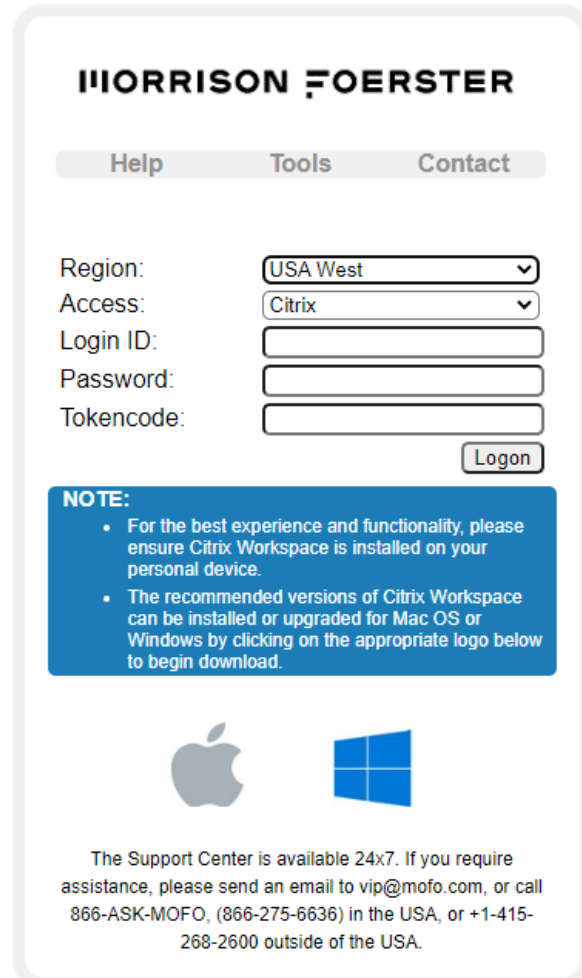 MORRISON FOERSTER
Help Tools Contact
Region: USA West
Access: Citrix
Login ID:
Password:
Tokencode:
Logon
NOTE:
• For the best experience and functionality, please
ensure Citrix Workspace is installed on your
personal device.
• The recommended versions of Citrix Workspace
can be installed or upgraded for Mac OS or
Windows by clicking on the appropriate logo below
to begin download.
The Support Center is available 24x7. If you require
assistance, please send an email to vip@mofo.com, or call
866-ASK-MOFO, (866-275-6636) in the USA, or +1-415-
268-2600 outside of the USA.